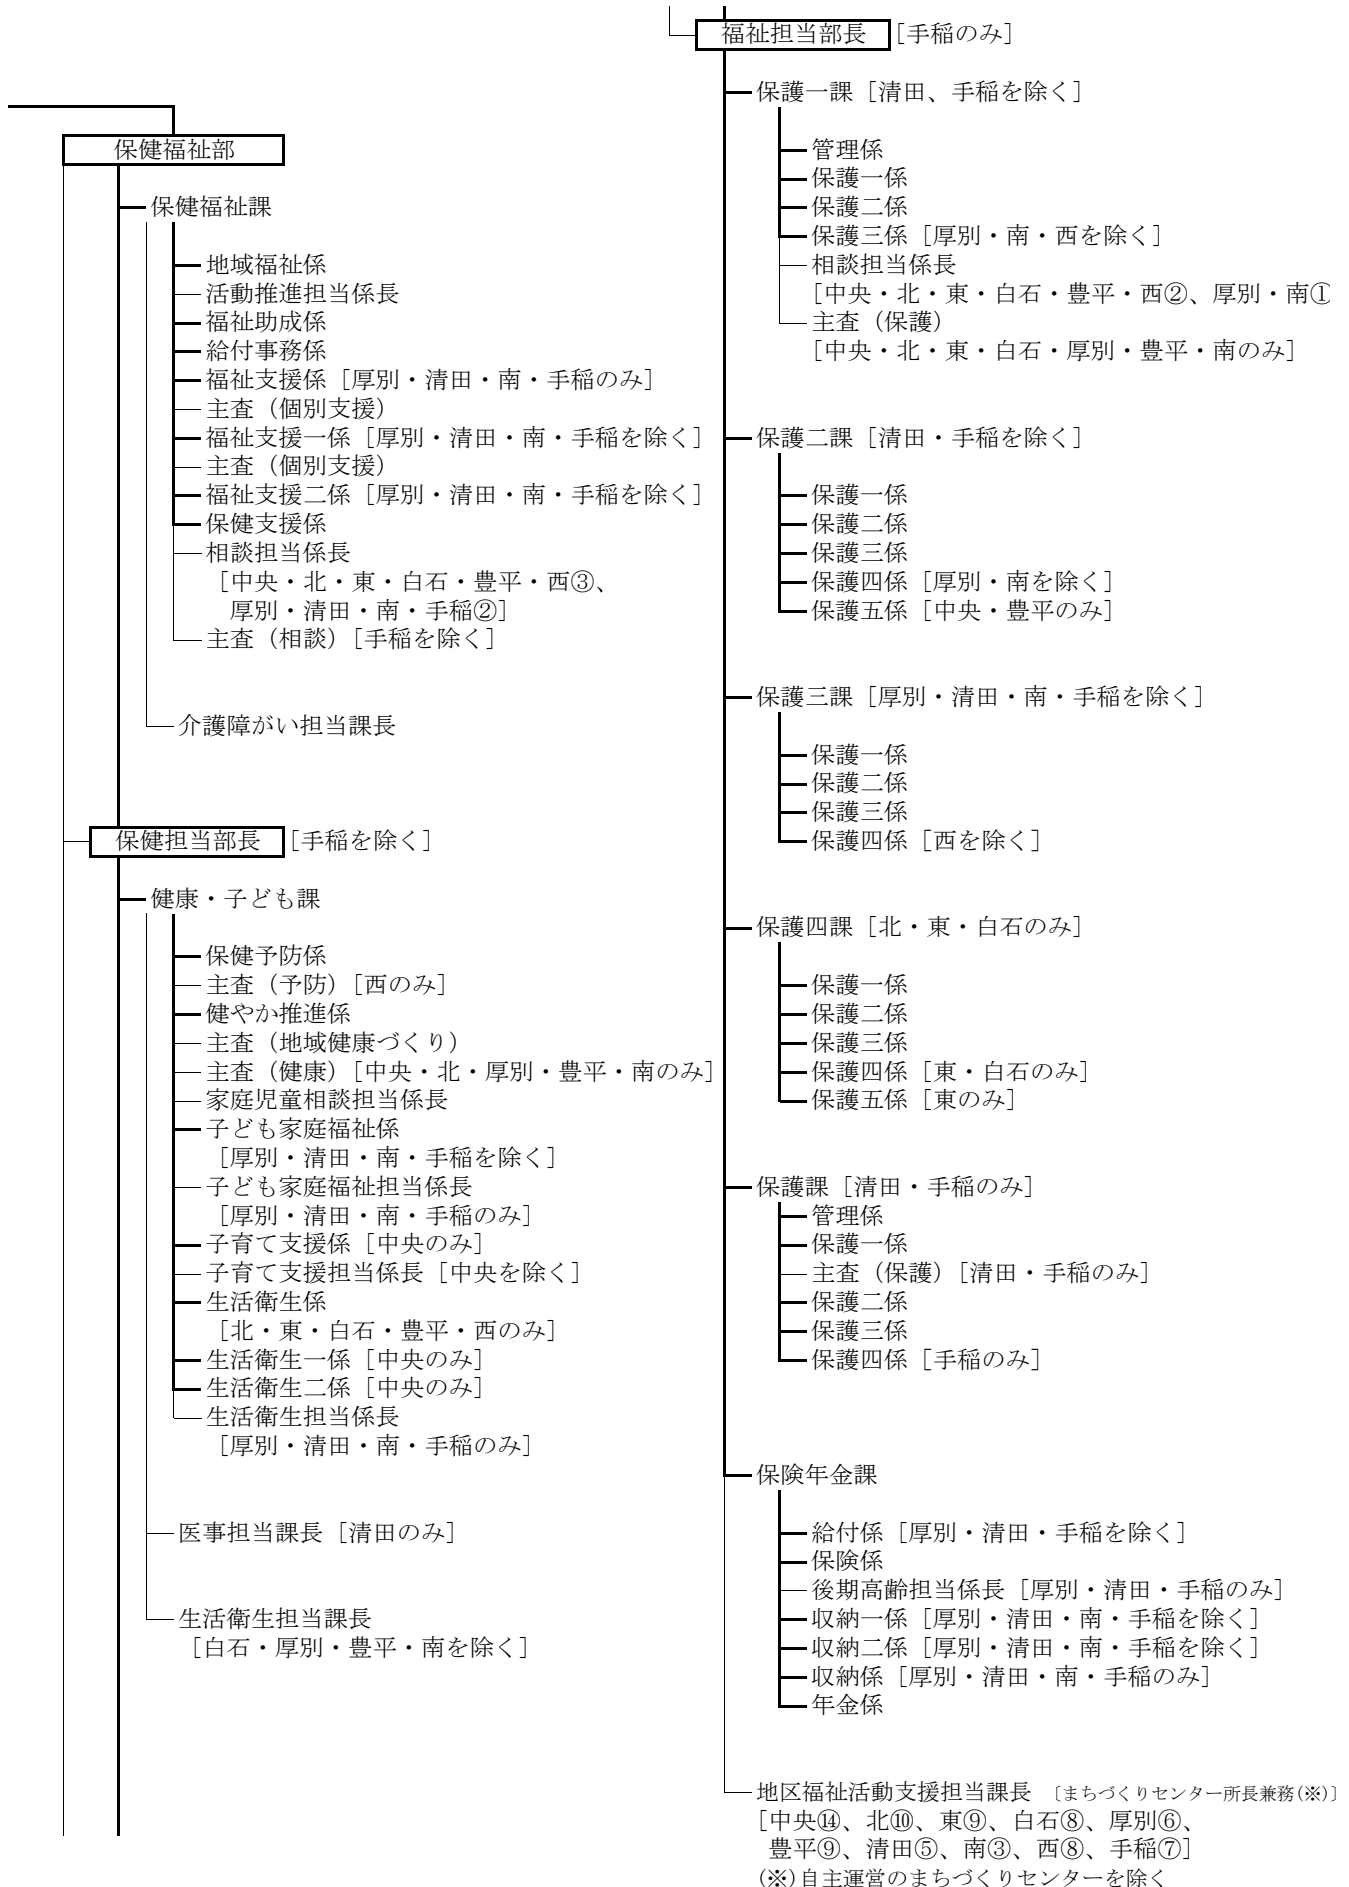 保健福祉部
保健福祉課
地域福祉係
活動推進担当係長
福祉助成係
給付事務係
福祉支援係［厚別・清田・南・手稲のみ］
主査（個別支援）
福祉支援一係［厚別・清田・南・手稲を除く］
主査（個別支援）
福祉支援二係［厚別・清田・南・手稲を除く］
保健支援係
相談担当係長
［中央・北・東・白石・豊平・西③、
厚別・清田・南・手稲②］
主査（相談）［手稲を除く］
介護障がい担当課長
保健担当部長［手稲を除く］
健康・子ども課
保健予防係
主査（予防）［西のみ］
健やか推進係
主査（地域健康づくり）
主査（健康）［中央・北・厚別・豊平・南のみ］
家庭児童相談担当係長
子ども家庭福祉係
［厚別・清田・南・手稲を除く］
子ども家庭福祉担当係長
［厚別・清田・南・手稲のみ］
子育て支援係［中央のみ］
子育て支援担当係長［中央を除く］
生活衛生係
［北・東・白石・豊平・西のみ］
生活衛生一係［中央のみ］
生活衛生二係［中央のみ］
生活衛生担当係長
［厚別・清田・南・手稲のみ］
医事担当課長［清田のみ］
生活衛生担当課長
［白石・厚別・豊平・南を除く］
福祉担当部長［手稲のみ］
保護一課［清田、手稲を除く］
管理係
保護一係
保護二係
保護三係［厚別・南・西を除く］
相談担当係長
［中央・北・東・白石・豊平・西②、厚別・南①
主査（保護）
［中央・北・東・白石・厚別・豊平・南のみ］
保護二課［清田・手稲を除く］
保護一係
保護二係
保護三係
保護四係［厚別・南を除く］
保護五係［中央・豊平のみ］
保護三課［厚別・清田・南・手稲を除く］
保護一係
保護二係
保護三係
保護四係［西を除く］
保護四課［北・東・白石のみ］
保護一係
保護二係
保護三係
保護四係［東・白石のみ］
保護五係［東のみ］
保護課［清田・手稲のみ］
管理係
保護一係
主査（保護）［清田・手稲のみ］
保護二係
保護三係
保護四係［手稲のみ］
保険年金課
給付係［厚別・清田・手稲を除く］
保険係
後期高齢担当係長［厚別・清田・手稲のみ］
収納一係［厚別・清田・南・手稲を除く］
収納二係［厚別・清田・南・手稲を除く］
収納係［厚別・清田・南・手稲のみ］
年金係
地区福祉活動支援担当課長 〔まちづくりセンター所長兼務(※)〕
［中央⑭、北⑩、東⑨、白石⑧、厚別⑥、
豊平⑨、清田⑤、南③、西⑧、手稲⑦］
(※)自主運営のまちづくりセンターを除く